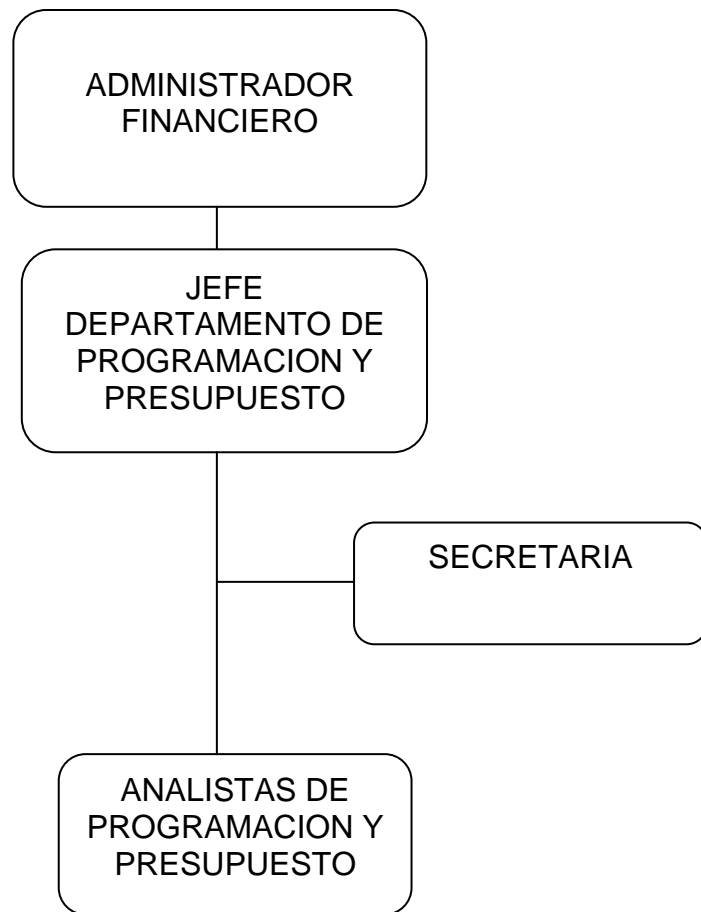 ADMINISTRADOR
FINANCIERO
JEFE
DEPARTAMENTO DE
PROGRAMACION Y
PRESUPUESTO
SECRETARIA
ANALISTAS DE
PROGRAMACION Y
PRESUPUESTO